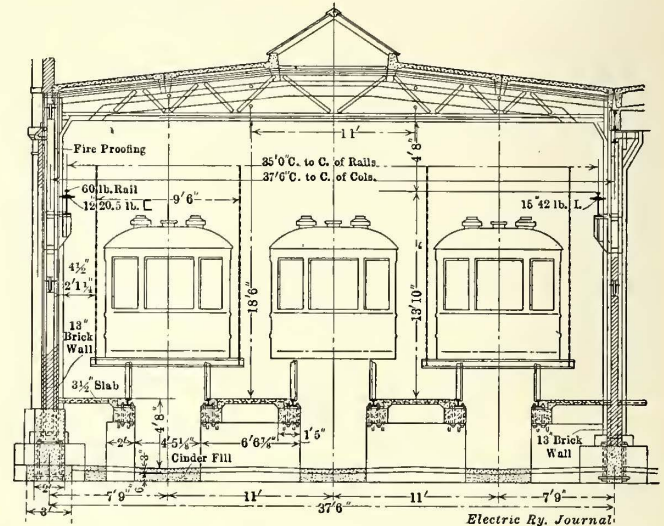 11'
4'8"
Fire Proofing
35'0"C. to C. of Rails.
37'6"C. to C. of Cols.
60 lb. Rail
9'6"
12"20.5 lb. C
15"42 lb. I.
4½"
2'1¼"
18'6"
13'10"
13"
Brick
Wall
3½"Slab
4'8"
2'
4'5⅛"
6'6⅞"
1'5"
Cinder Fill
13 Brick
Wall
3'
7'9"
11'
11'
7'9"
37'6"
Electric Ry. Journal